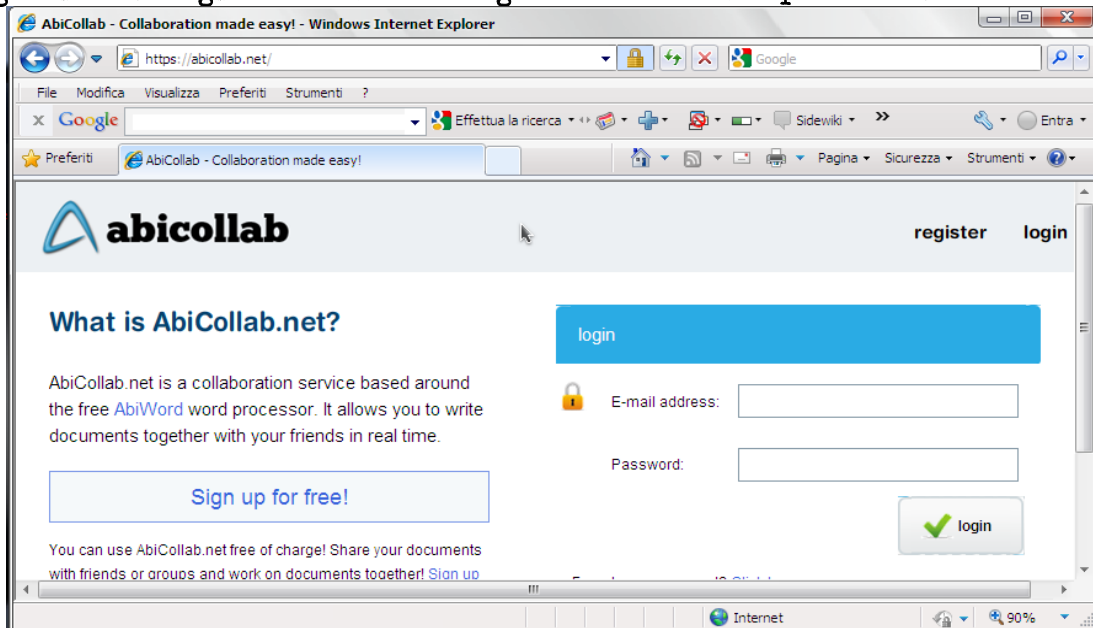 AbiCollab - Collaboration made easy! - Windows Internet Explorer
https://abicollab.net/
Google
File Modifica Visualizza Preferiti Strumenti ?
x Google Effettua la ricerca Sidewiki » Entra
Preferiti AbiCollab - Collaboration made easy! Pagina Sicurezza Strumenti
abicollab register login
What is AbiCollab.net?
AbiCollab.net is a collaboration service based around
the free AbiWord word processor. It allows you to write
documents together with your friends in real time.
Sign up for free!
You can use AbiCollab.net free of charge! Share your documents
with friends or groups and work on documents together! Sign up
login
E-mail address:
Password:
login
Internet 90%